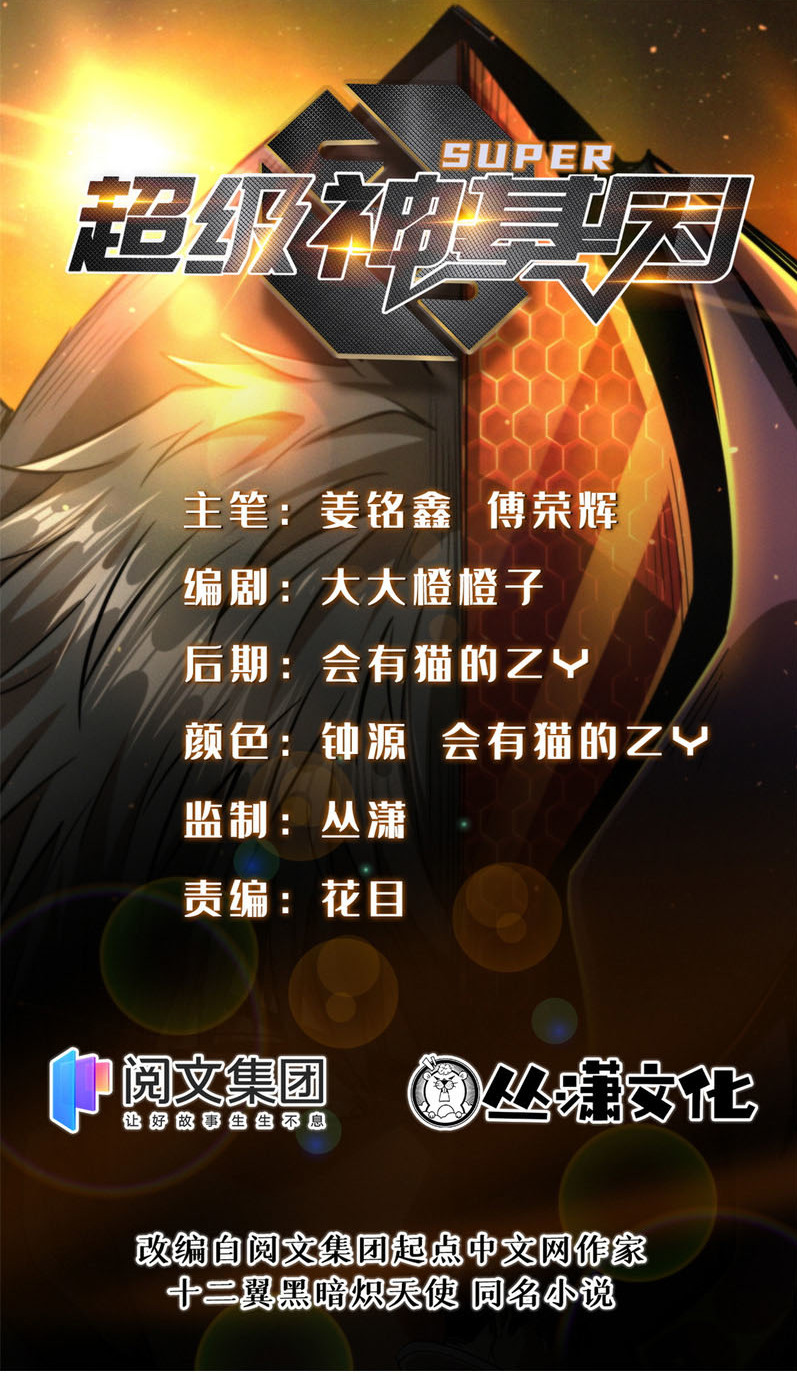 SUPER
超级神基因
主笔：姜铭鑫 傅荣辉
编剧：大大橙橙子
后期：会有猫的ZY
颜色：钟源 会有猫的ZY
监制：丛潇
责编：花目
阅文集团
让好故事生生不息
丛潇文化
改编自阅文集团起点中文网作家
十二翼黑暗炽天使 同名小说